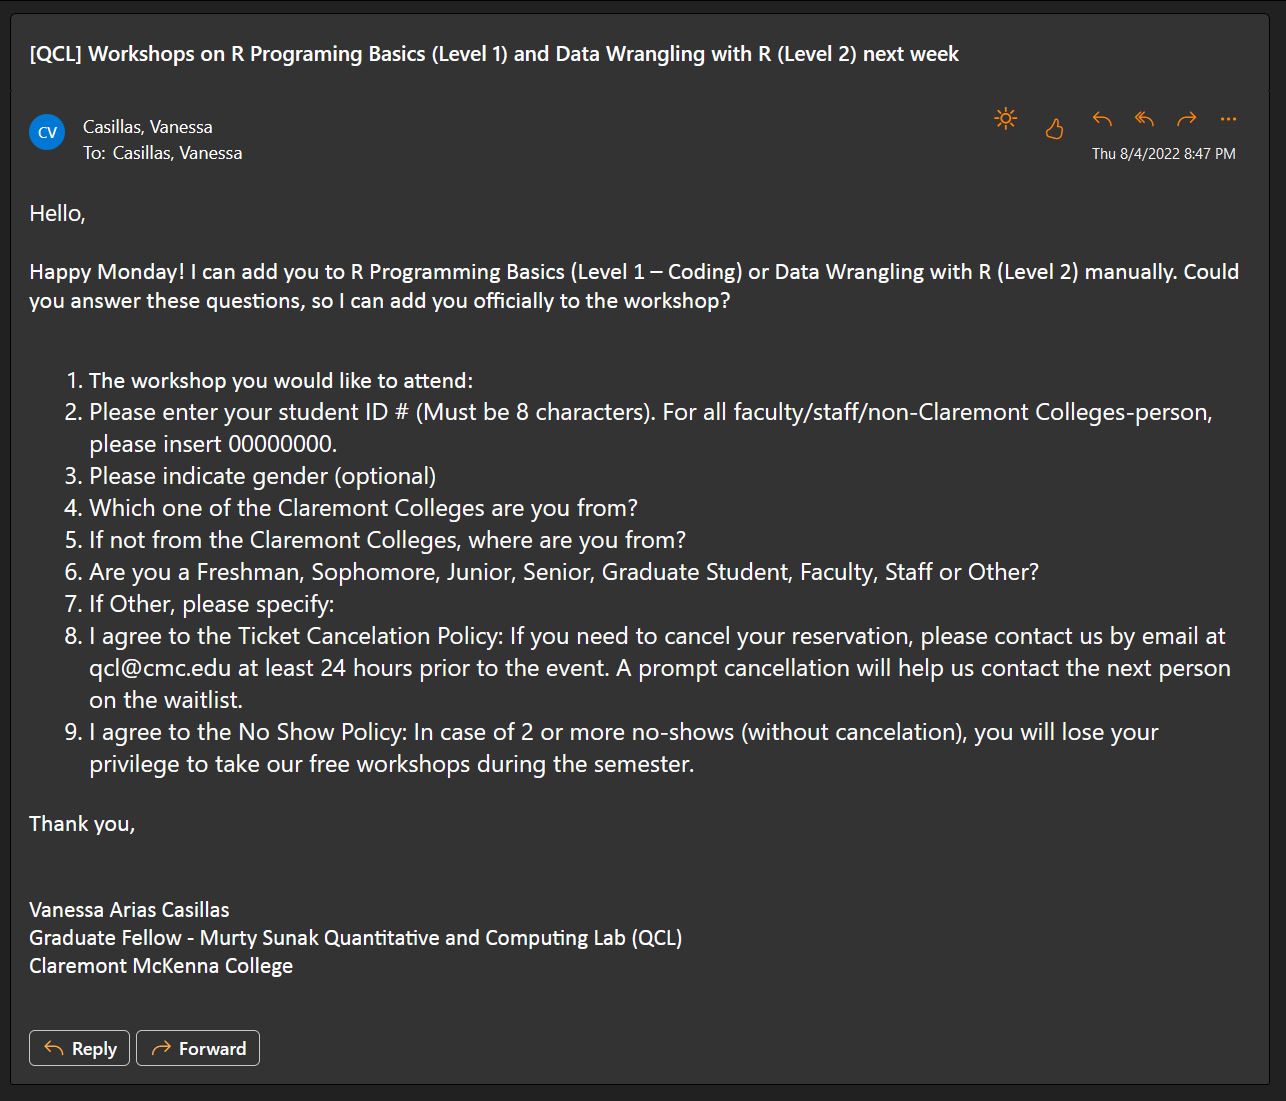 [QCL] Workshops on R Programing Basics (Level 1) and Data Wrangling with R (Level 2) next week
CV
Casillas, Vanessa
To: Casillas, Vanessa
Thu 8/4/2022 8:47 PM
Hello,
Happy Monday! I can add you to R Programming Basics (Level 1 – Coding) or Data Wrangling with R (Level 2) manually. Could
you answer these questions, so I can add you officially to the workshop?
1. The workshop you would like to attend:
2. Please enter your student ID # (Must be 8 characters). For all faculty/staff/non-Claremont Colleges-person,
please insert 00000000.
3. Please indicate gender (optional)
4. Which one of the Claremont Colleges are you from?
5. If not from the Claremont Colleges, where are you from?
6. Are you a Freshman, Sophomore, Junior, Senior, Graduate Student, Faculty, Staff or Other?
7. If Other, please specify:
8. I agree to the Ticket Cancelation Policy: If you need to cancel your reservation, please contact us by email at
qcl@cmc.edu at least 24 hours prior to the event. A prompt cancellation will help us contact the next person
on the waitlist.
9. I agree to the No Show Policy: In case of 2 or more no-shows (without cancelation), you will lose your
privilege to take our free workshops during the semester.
Thank you,
Vanessa Arias Casillas
Graduate Fellow - Murty Sunak Quantitative and Computing Lab (QCL)
Claremont McKenna College
Reply
Forward